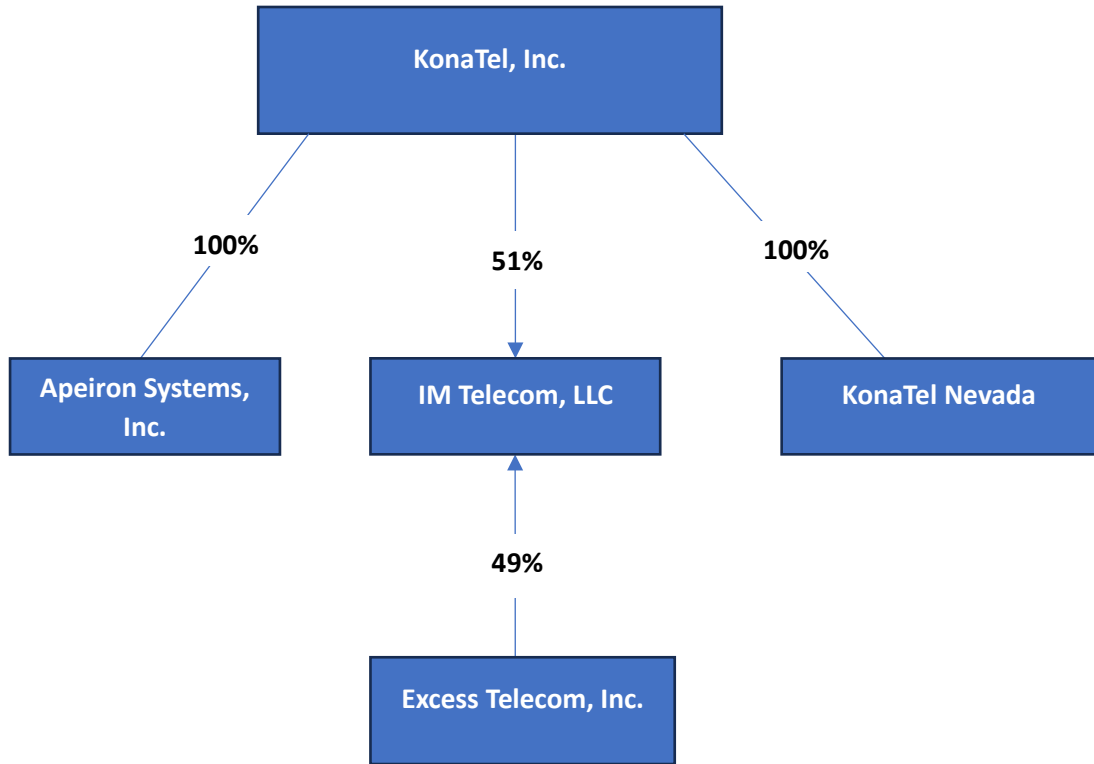 KonaTel, Inc.
100%
51%
100%
Apeiron Systems,
Inc.
IM Telecom, LLC
KonaTel Nevada
49%
Excess Telecom, Inc.